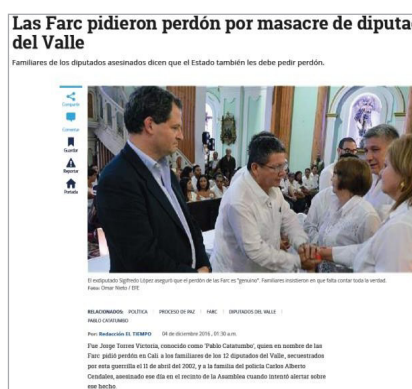 Las Farc pidieron perdón por masacre de diputa
del Valle
Familiares de los diputados asesinados dicen que el Estado también les debe pedir perdón.
Compartir
Comentar
Guardar
Reportar
Portada
El exdiputado Sigifredo López aseguró que el perdón de las Farc es "genuino". Familiares insistieron en que falta contar toda la verdad.
Foto: Omar Nieto / EFE
RELACIONADOS: POLÍTICA PROCESO DE PAZ FARC DIPUTADOS DEL VALLE
PABLO CATATUMBO
Por: Redacción EL TIEMPO 04 de diciembre 2016, 01:30 a.m.
Fue Jorge Torres Victoria, conocido como 'Pablo Catatumbo', quien en nombre de las
Farc pidió perdón en Cali a los familiares de los 12 diputados del Valle, secuestrados
por esta guerrilla el 11 de abril del 2002, y a la familia del policía Carlos Alberto
Cendales, asesinado ese día en el recinto de la Asamblea cuando intentó alertar sobre
ese hecho